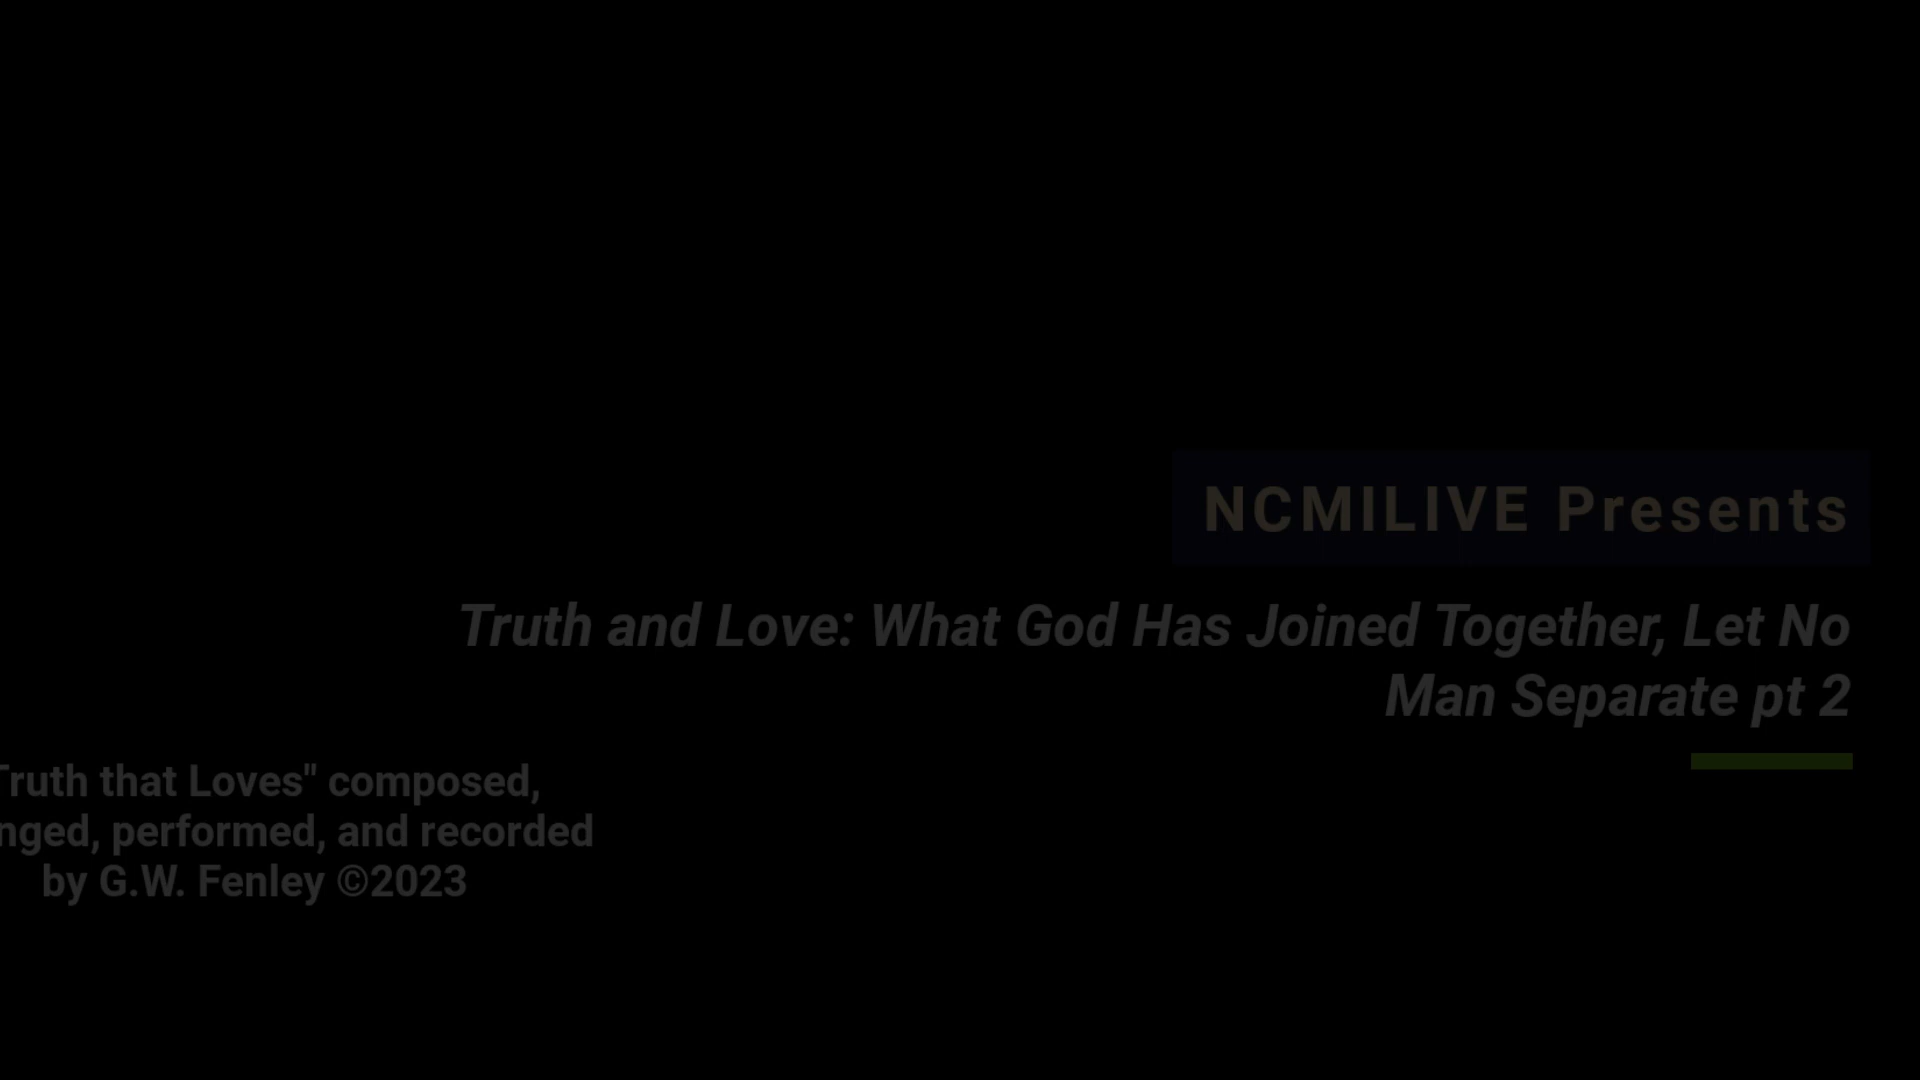 NCMILIVE Presents
Truth and Love: What God Has Joined Together, Let No
Man Separate pt 2
Truth that Loves" composed,
nged, performed, and recorded
by G.W. Fenley ©2023